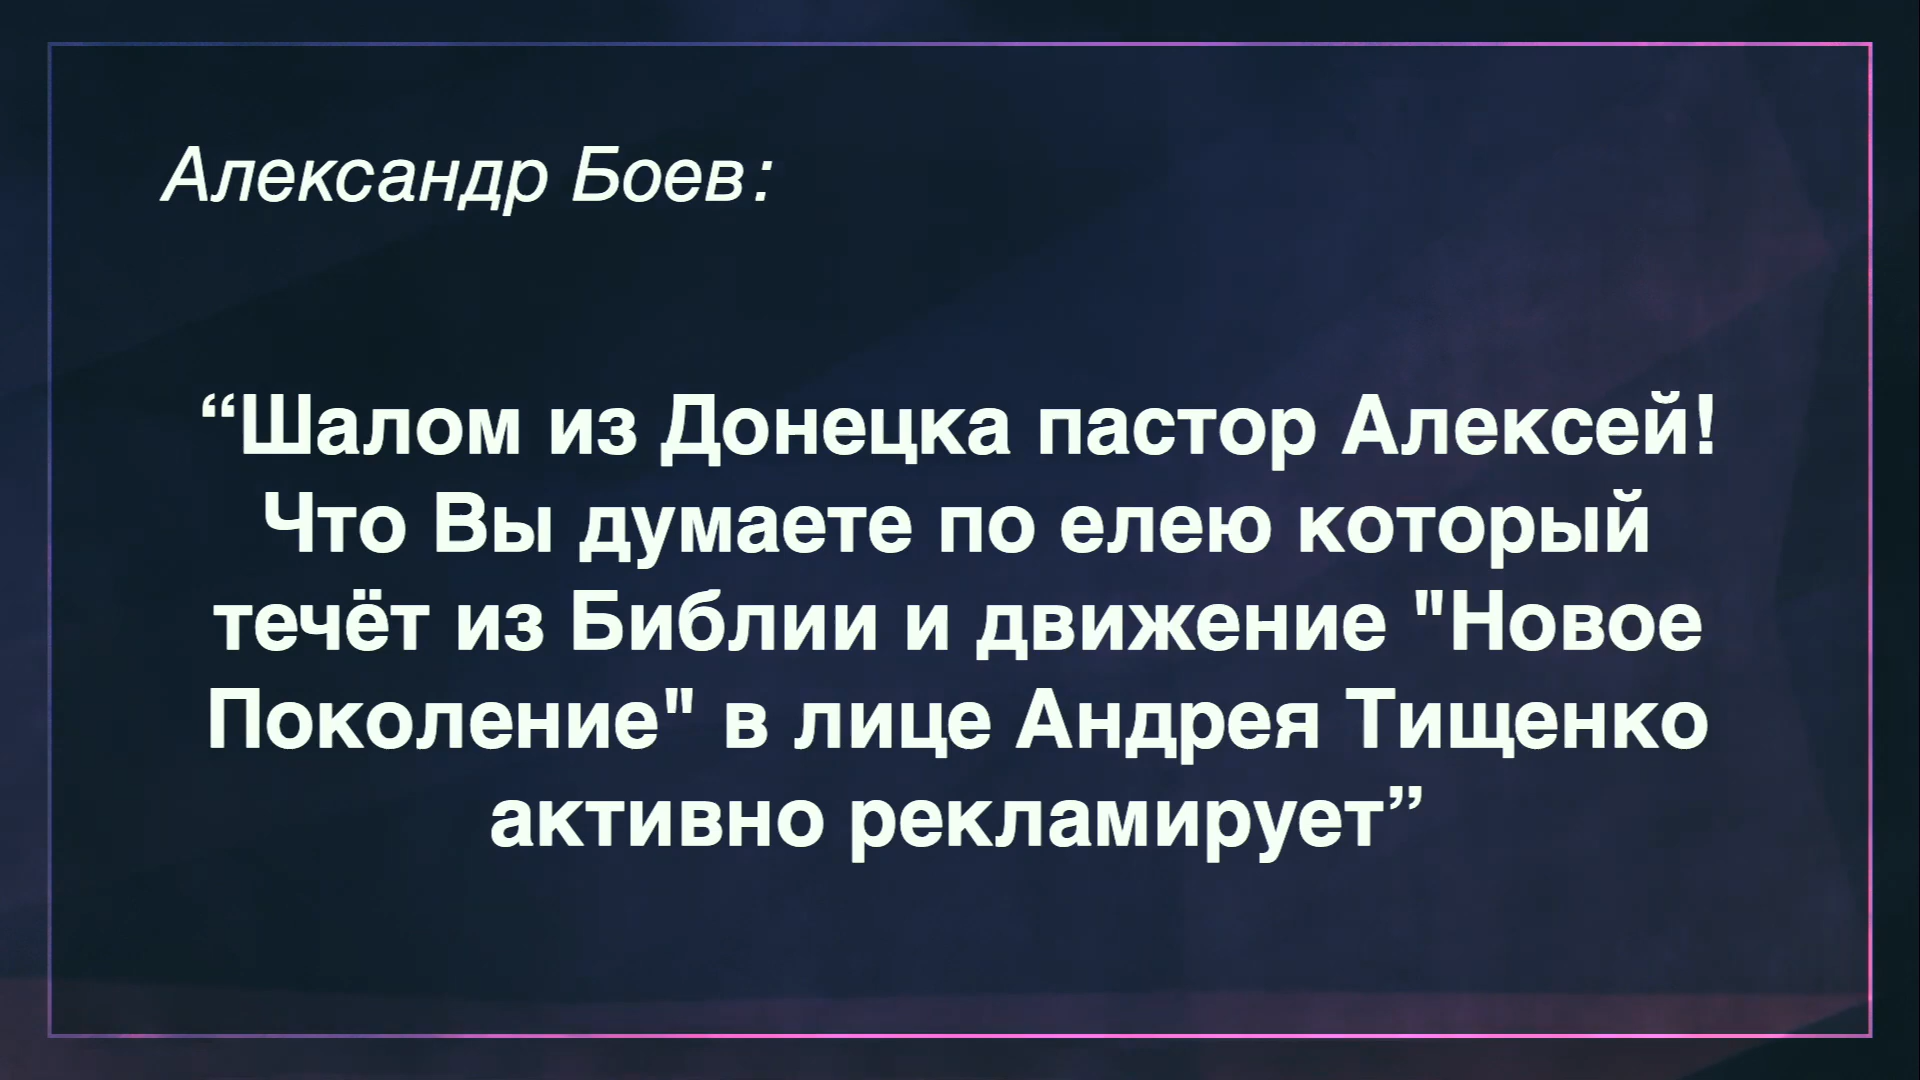 Александр Боев:
“Шалом из Донецка пастор Алексей!
Что Вы думаете по елею который
течёт из Библии и движение "Новое
Поколение" в лице Андрея Тищенко
активно рекламирует”